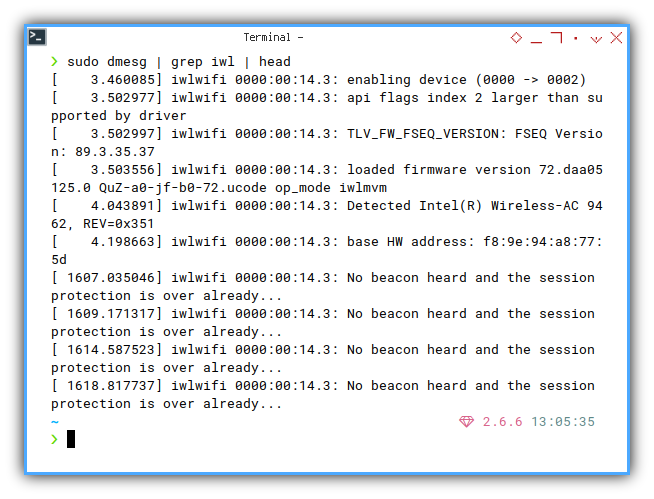 Terminal -
❯ sudo dmesg | grep iwl | head
[    3.460085] iwlwifi 0000:00:14.3: enabling device (0000 -> 0002)
[    3.502977] iwlwifi 0000:00:14.3: api flags index 2 larger than su
pported by driver
[    3.502997] iwlwifi 0000:00:14.3: TLV_FW_FSEQ_VERSION: FSEQ Versio
n: 89.3.35.37
[    3.503556] iwlwifi 0000:00:14.3: loaded firmware version 72.daa05
125.0 QuZ-a0-jf-b0-72.ucode op_mode iwlmvm
[    4.043891] iwlwifi 0000:00:14.3: Detected Intel(R) Wireless-AC 94
62, REV=0x351
[    4.198663] iwlwifi 0000:00:14.3: base HW address: f8:9e:94:a8:77:
5d
[ 1607.035046] iwlwifi 0000:00:14.3: No beacon heard and the session
protection is over already...
[ 1609.171317] iwlwifi 0000:00:14.3: No beacon heard and the session
protection is over already...
[ 1614.587523] iwlwifi 0000:00:14.3: No beacon heard and the session
protection is over already...
[ 1618.817737] iwlwifi 0000:00:14.3: No beacon heard and the session
protection is over already...
~ 2.6.6 13:05:35
❯